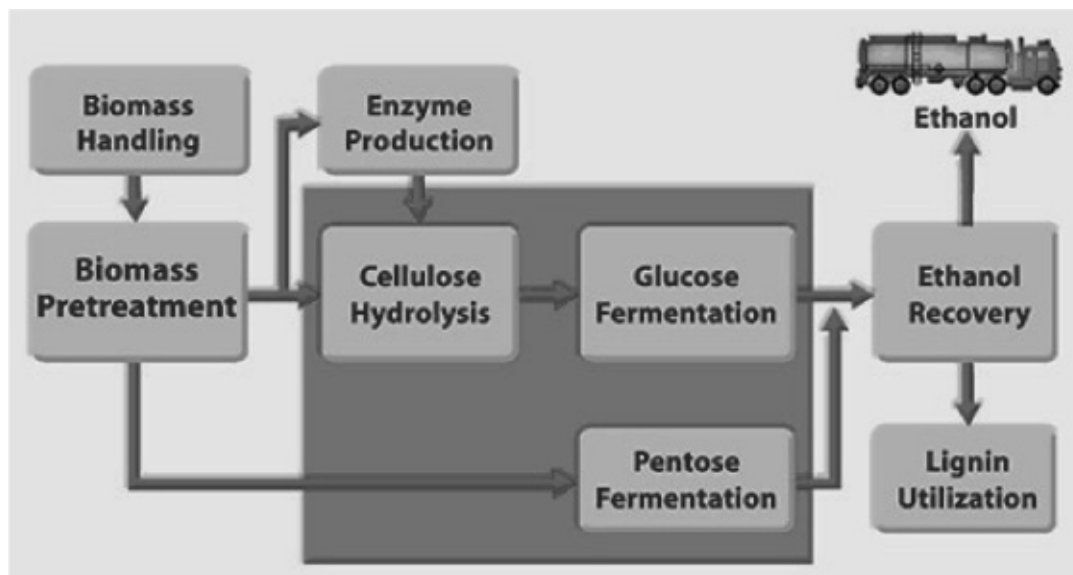 Biomass
Handling
Enzyme
Production
Ethanol
Biomass
Pretreatment
Cellulose
Hydrolysis
Glucose
Fermentation
Ethanol
Recovery
Pentose
Fermentation
Lignin
Utilization